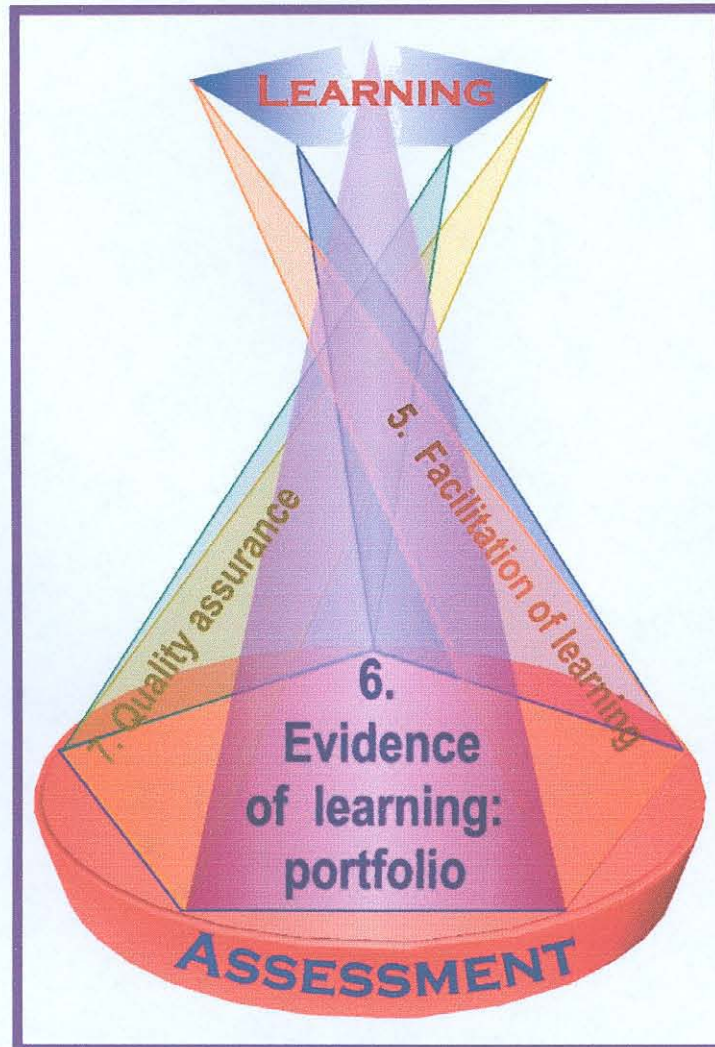 LEARNING
5. Facilitation of learning
7. Quality assurance
6.
Evidence
of learning:
portfolio
ASSESSMENT